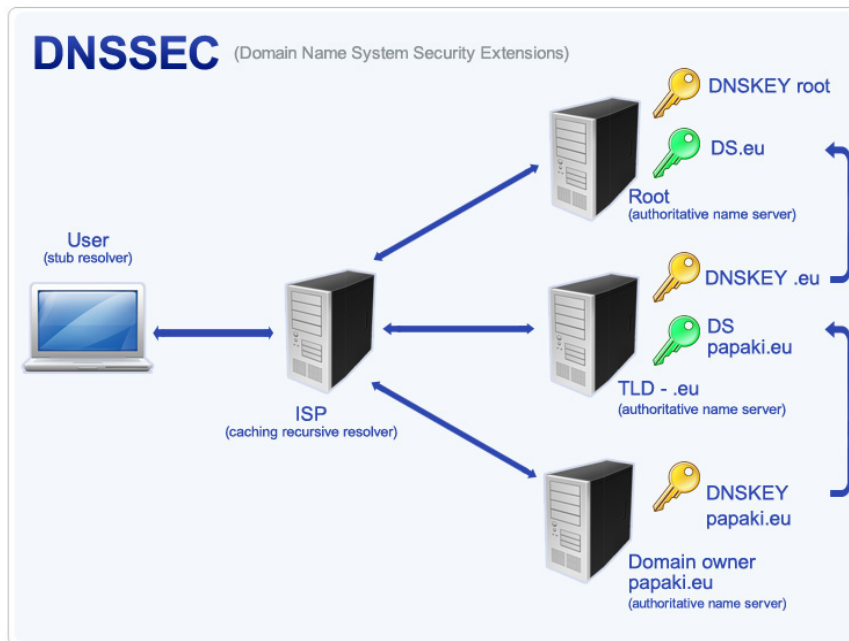 DNSSEC (Domain Name System Security Extensions)
DNSKEY root
DS.eu
Root
(authoritative name server)
User
(stub resolver)
DNSKEY .eu
DS
papaki.eu
TLD - .eu
(authoritative name server)
ISP
(caching recursive resolver)
DNSKEY
papaki.eu
Domain owner
papaki.eu
(authoritative name server)